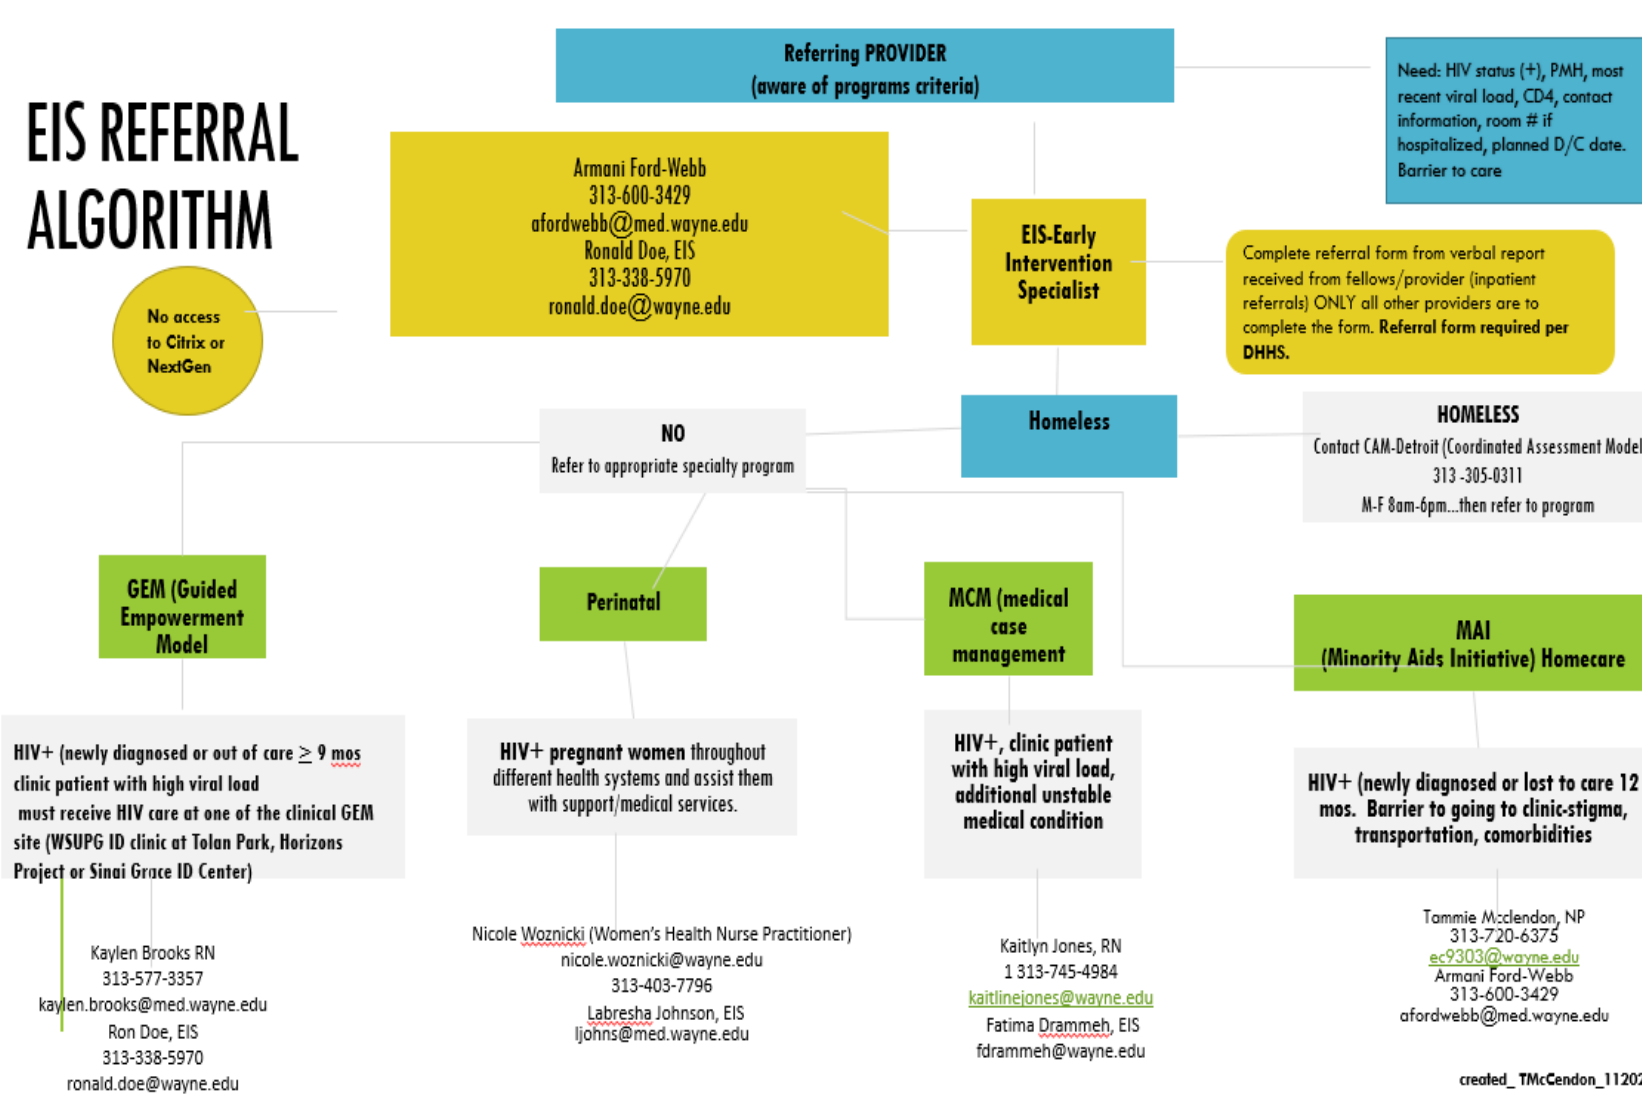 EIS REFERRAL
ALGORITHM
Referring PROVIDER
(aware of programs criteria)
Need: HIV status (+), PMH, most
recent viral load, CD4, contact
information, room # if
hospitalized, planned D/C date.
Barrier to care
Armani Ford-Webb
313-600-3429
afordwebb@med.wayne.edu
Ronald Doe, EIS
313-338-5970
ronald.doe@wayne.edu
EIS-Early
Intervention
Specialist
Complete referral form from verbal report
received from fellows/provider (inpatient
referrals) ONLY all other providers are to
complete the form. Referral form required per
DHHS.
No access
to Citrix or
NextGen
NO
Refer to appropriate specialty program
Homeless
HOMELESS
Contact CAM-Detroit (Coordinated Assessment Model
313 -305-0311
M-F 8am-6pm...then refer to program
GEM (Guided
Empowerment
Model
Perinatal
MCM (medical
case
management
MAI
(Minority Aids Initiative) Homecare
HIV+ (newly diagnosed or out of care ≥ 9 mos
clinic patient with high viral load
must receive HIV care at one of the clinical GEM
site (WSUPG ID clinic at Tolan Park, Horizons
Project or Sinai Grace ID Center)
HIV+ pregnant women throughout
different health systems and assist them
with support/medical services.
HIV+, clinic patient
with high viral load,
additional unstable
medical condition
HIV+ (newly diagnosed or lost to care 12
mos. Barrier to going to clinic-stigma,
transportation, comorbidities
Kaylen Brooks RN
313-577-3357
kaylen.brooks@med.wayne.edu
Ron Doe, EIS
313-338-5970
ronald.doe@wayne.edu
Nicole Woznicki (Women's Health Nurse Practitioner)
nicole.woznicki@wayne.edu
313-403-7796
Labresha Johnson, EIS
ljohns@med.wayne.edu
Kaitlyn Jones, RN
1 313-745-4984
kaitlinejones@wayne.edu
Fatima Drammeh, EIS
fdrammeh@wayne.edu
Tammie Mcclendon, NP
313-720-6375
ec9303@wayne.edu
Armani Ford-Webb
313-600-3429
afordwebb@med.wayne.edu
created_ TMcCendon_11202